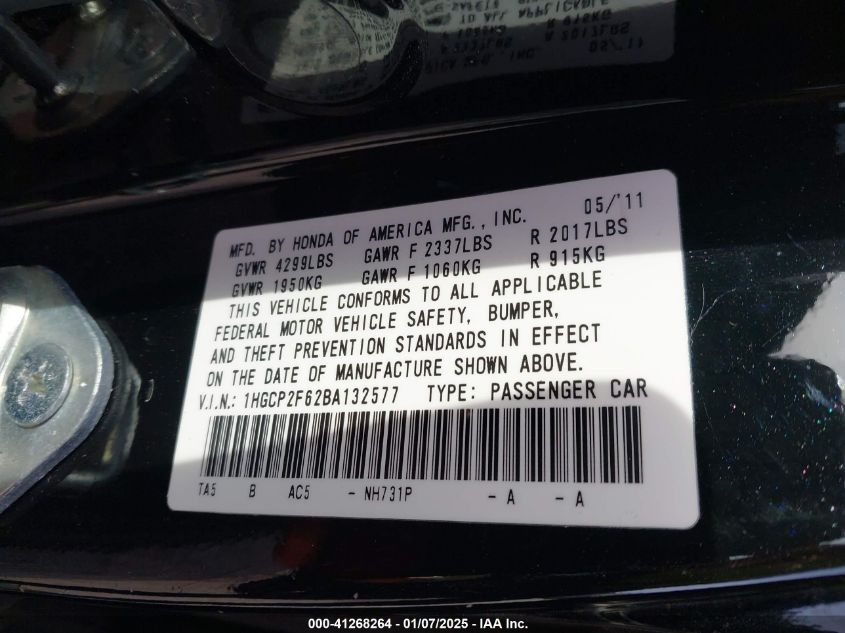 05/'11
MFD. BY HONDA OF AMERICA MFG., INC.
GVWR 4299LBS GAWR F 2337LBS R 2017LBS
GVWR 1950KG GAWR F 1060KG R 915KG
THIS VEHICLE CONFORMS TO ALL APPLICABLE
FEDERAL MOTOR VEHICLE SAFETY, BUMPER,
AND THEFT PREVENTION STANDARDS IN EFFECT
ON THE DATE OF MANUFACTURE SHOWN ABOVE.
V.I.N.: 1HGCP2F62BA132577 TYPE: PASSENGER CAR
TA5 B AC5 - NH731P - A - A
000-41268264 - 01/07/2025 - IAA Inc.